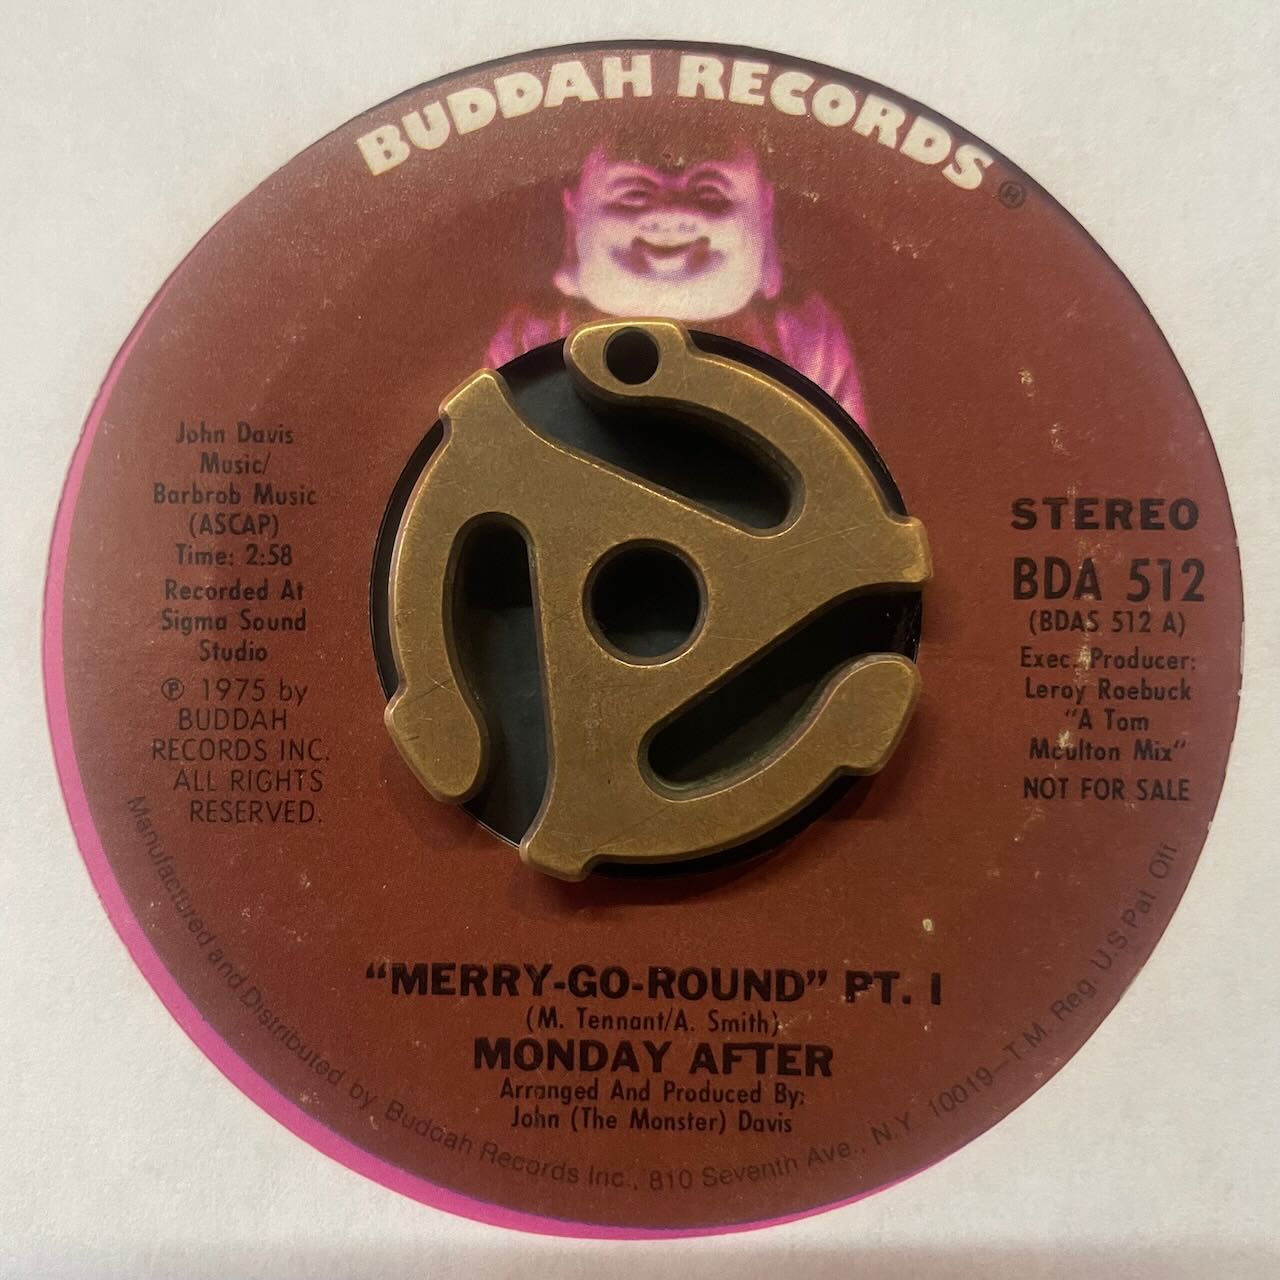 BUDDAH RECORDS ®
John Davis
Music/
Barbrob Music
(ASCAP)
Time: 2:58
Recorded At
Sigma Sound
Studio
℗ 1975 by
BUDDAH
RECORDS INC.
ALL RIGHTS
RESERVED.
STEREO
BDA 512
(BDAS 512 A)
Exec. Producer:
Leroy Roebuck
"A Tom
Moulton Mix"
NOT FOR SALE
"MERRY-GO-ROUND" PT. I
(M. Tennant/A. Smith)
MONDAY AFTER
Arranged And Produced By:
John (The Monster) Davis
Manufactured and Distributed by Buddah Records Inc., 810 Seventh Ave., N.Y. 10019—T.M. Reg. U.S. Pat. Off.